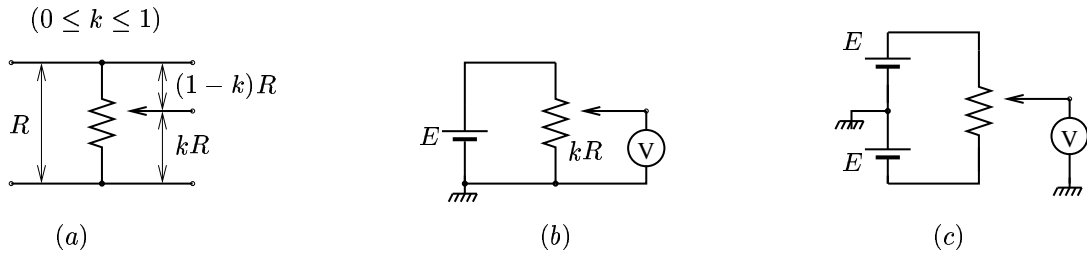 (0 ≤ k ≤ 1)
(1 − k)R
R
kR
(a)
E
kR
V
(b)
E
E
V
(c)